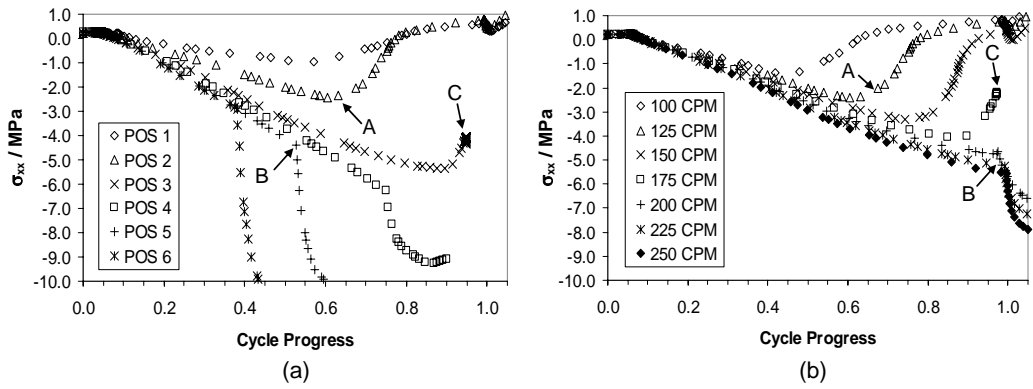 1.0
0.0
-1.0
-2.0
-3.0
-4.0
-5.0
-6.0
-7.0
-8.0
-9.0
-10.0
σxx / MPa
0.0 0.2 0.4 0.6 0.8 1.0
Cycle Progress
POS 1
POS 2
POS 3
POS 4
POS 5
POS 6
A
B
C
(a)
1.0
0.0
-1.0
-2.0
-3.0
-4.0
-5.0
-6.0
-7.0
-8.0
-9.0
-10.0
σxx / MPa
0.0 0.2 0.4 0.6 0.8 1.0
Cycle Progress
100 CPM
125 CPM
150 CPM
175 CPM
200 CPM
225 CPM
250 CPM
A
B
C
(b)